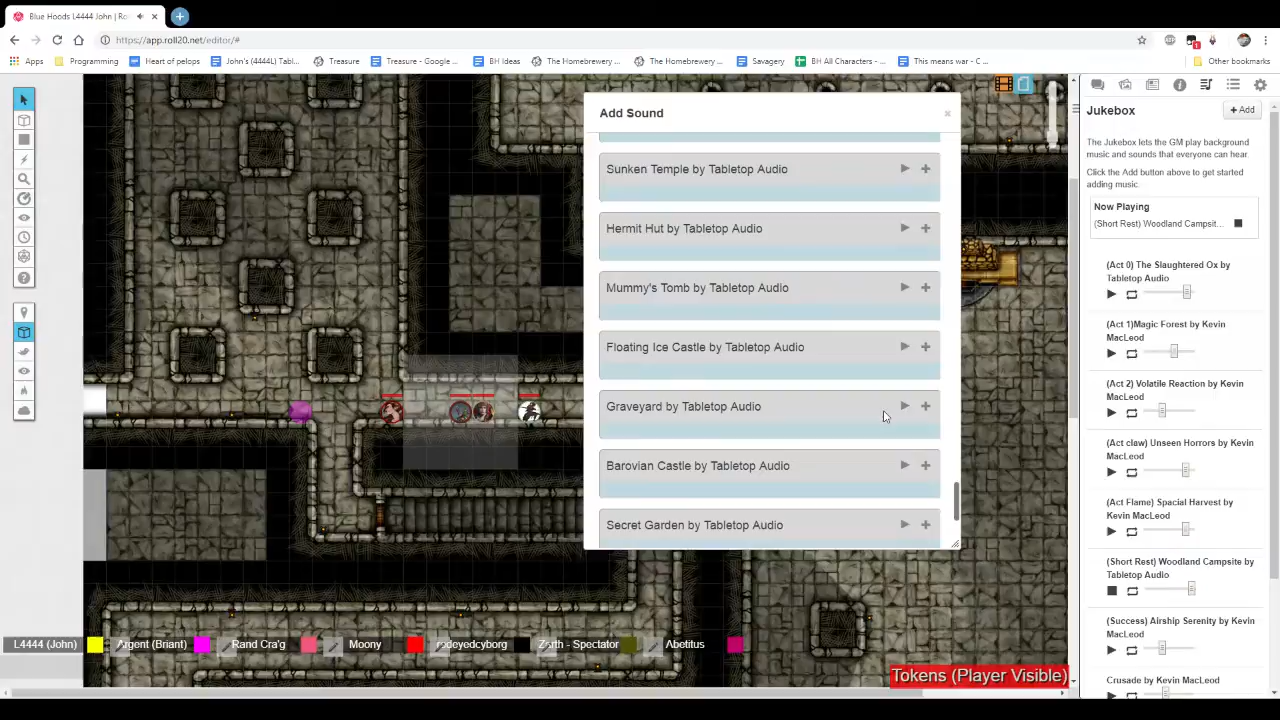 Blue Hoods L4444 John | Ro
https://app.roll20.net/editor/#
Apps
Programming
Heart of pelops
John's (4444L) Tabl...
Treasure
Treasure - Google ...
BH Ideas
The Homebrewery ...
The Homebrewery ...
Savagery
BH All Characters - ...
This means war - C...
Other bookmarks
Add Sound
Sunken Temple by Tabletop Audio
Hermit Hut by Tabletop Audio
Mummy's Tomb by Tabletop Audio
Floating Ice Castle by Tabletop Audio
Graveyard by Tabletop Audio
Barovian Castle by Tabletop Audio
Secret Garden by Tabletop Audio
Jukebox
+ Add
The Jukebox lets the GM play background
music and sounds that everyone can hear.
Click the Add button above to get started
adding music.
Now Playing
(Short Rest) Woodland Campsit...
(Act 0) The Slaughtered Ox by
Tabletop Audio
(Act 1)Magic Forest by Kevin
MacLeod
(Act 2) Volatile Reaction by Kevin
MacLeod
(Act claw) Unseen Horrors by Kevin
MacLeod
(Act Flame) Spacial Harvest by
Kevin MacLeod
(Short Rest) Woodland Campsite by
Tabletop Audio
(Success) Airship Serenity by Kevin
MacLeod
Crusade by Kevin MacLeod
L4444 (John)
Argent (Briant)
Rand Cra'g
Moony
rodeyedcyborg
Zerth - Spectator
Abetitus
Tokens (Player Visible)